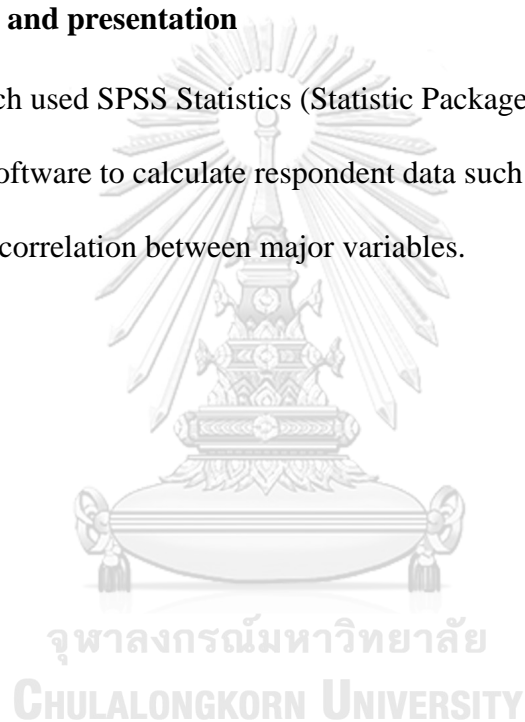 and presentation
ch used SPSS Statistics (Statistic Package
oftware to calculate respondent data such
correlation between major variables.
จุฬาลงกรณ์มหาวิทยาลัย
CHULALONGKORN UNIVERSITY